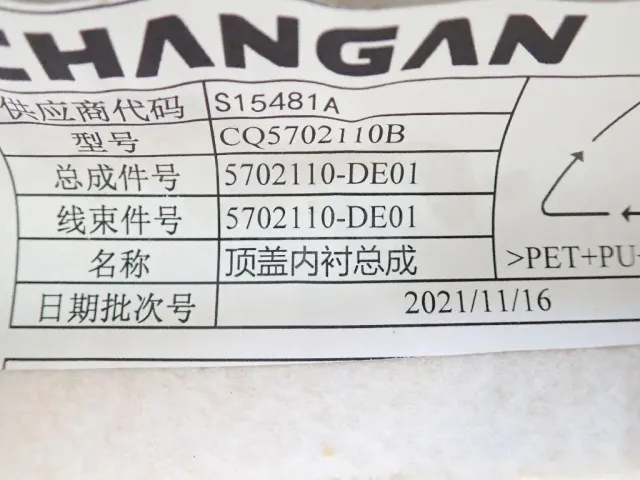 CHANGAN
供应商代码 S15481A
型号 CQ5702110B
总成件号 5702110-DE01
线束件号 5702110-DE01
名称 顶盖内衬总成 >PET+PU
日期批次号 2021/11/16